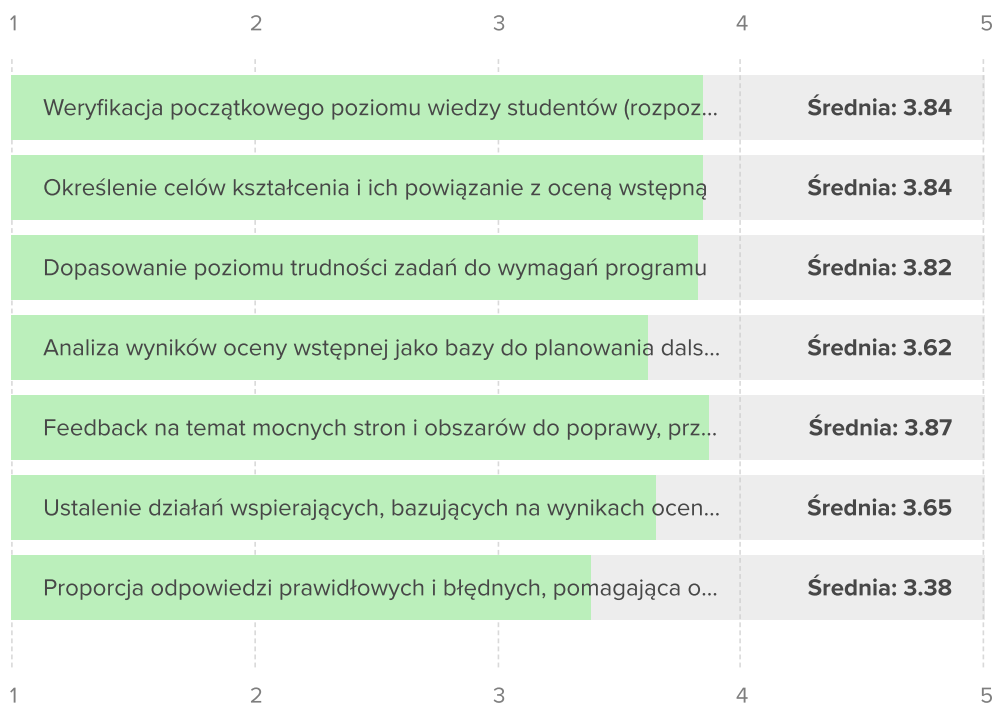 1 2 3 4 5
Weryfikacja początkowego poziomu wiedzy studentów (rozpoz... Średnia: 3.84
Określenie celów kształcenia i ich powiązanie z oceną wstępną Średnia: 3.84
Dopasowanie poziomu trudności zadań do wymagań programu Średnia: 3.82
Analiza wyników oceny wstępnej jako bazy do planowania dals... Średnia: 3.62
Feedback na temat mocnych stron i obszarów do poprawy, prz... Średnia: 3.87
Ustalenie działań wspierających, bazujących na wynikach ocen... Średnia: 3.65
Proporcja odpowiedzi prawidłowych i błędnych, pomagająca o... Średnia: 3.38
1 2 3 4 5